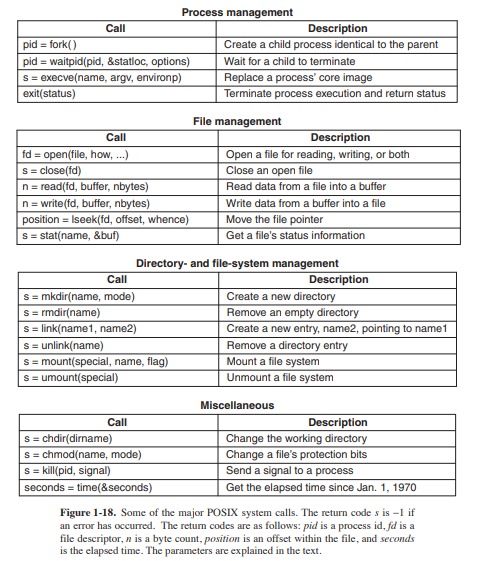 Process management
Call Description
pid = fork( ) Create a child process identical to the parent
pid = waitpid(pid, &statloc, options) Wait for a child to terminate
s = execve(name, argv, environp) Replace a process' core image
exit(status) Terminate process execution and return status
File management
Call Description
fd = open(file, how, ...) Open a file for reading, writing, or both
s = close(fd) Close an open file
n = read(fd, buffer, nbytes) Read data from a file into a buffer
n = write(fd, buffer, nbytes) Write data from a buffer into a file
position = lseek(fd, offset, whence) Move the file pointer
s = stat(name, &buf) Get a file's status information
Directory- and file-system management
Call Description
s = mkdir(name, mode) Create a new directory
s = rmdir(name) Remove an empty directory
s = link(name1, name2) Create a new entry, name2, pointing to name1
s = unlink(name) Remove a directory entry
s = mount(special, name, flag) Mount a file system
s = umount(special) Unmount a file system
Miscellaneous
Call Description
s = chdir(dirname) Change the working directory
s = chmod(name, mode) Change a file's protection bits
s = kill(pid, signal) Send a signal to a process
seconds = time(&seconds) Get the elapsed time since Jan. 1, 1970
Figure 1-18. Some of the major POSIX system calls. The return code s is −1 if
an error has occurred. The return codes are as follows: pid is a process id, fd is a
file descriptor, n is a byte count, position is an offset within the file, and seconds
is the elapsed time. The parameters are explained in the text.